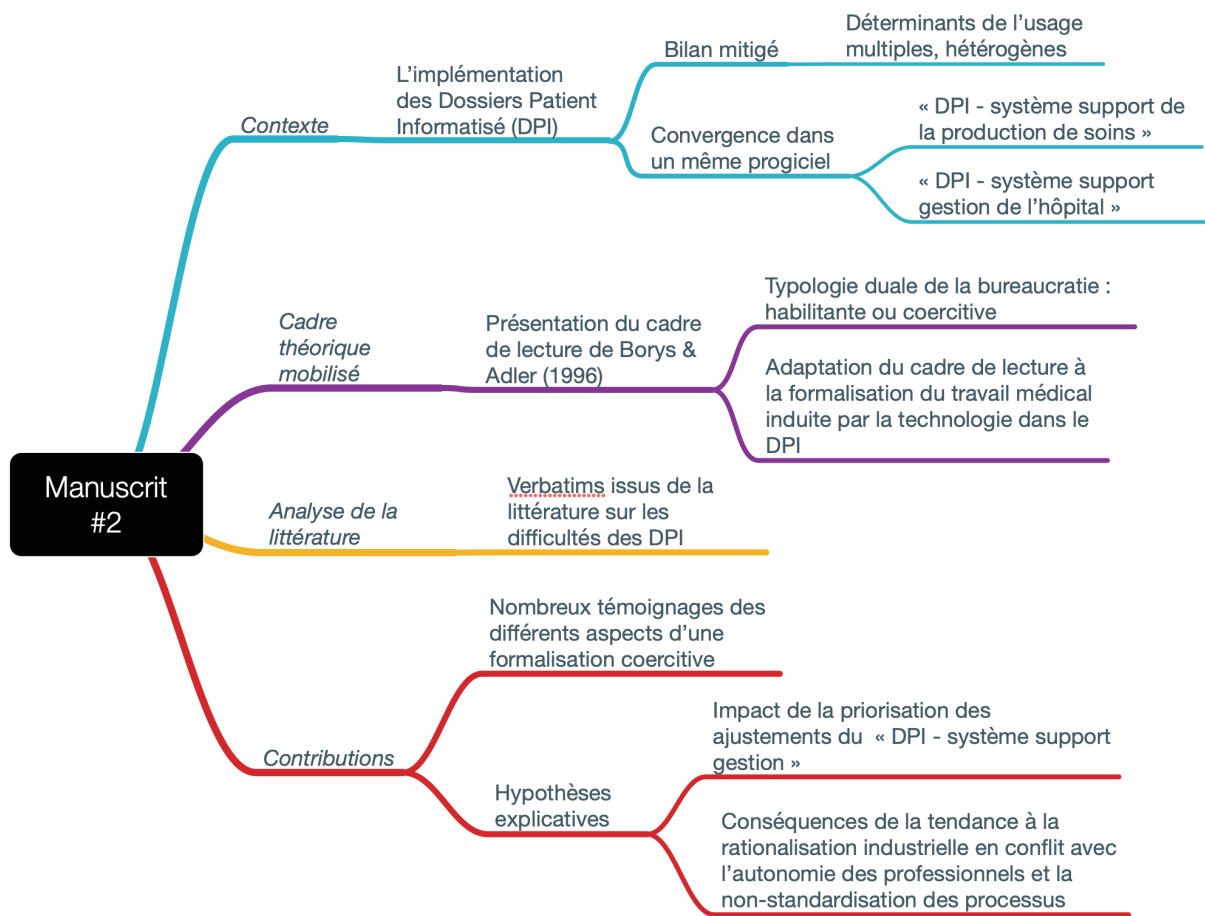 Manuscrit
#2
Contexte
L’implémentation
des Dossiers Patient
Informatisé (DPI)
Bilan mitigé
Déterminants de l’usage
multiples, hétérogènes
Convergence dans
un même progiciel
« DPI - système support de
la production de soins »
« DPI - système support
gestion de l’hôpital »
Cadre
théorique
mobilisé
Présentation du cadre
de lecture de Borys &
Adler (1996)
Typologie duale de la bureaucratie :
habilitante ou coercitive
Adaptation du cadre de lecture à
la formalisation du travail médical
induite par la technologie dans le
DPI
Analyse de la
littérature
Verbatims issus de la
littérature sur les
difficultés des DPI
Contributions
Nombreux témoignages des
différents aspects d’une
formalisation coercitive
Hypothèses
explicatives
Impact de la priorisation des
ajustements du « DPI - système support
gestion »
Conséquences de la tendance à la
rationalisation industrielle en conflit avec
l’autonomie des professionnels et la
non-standardisation des processus